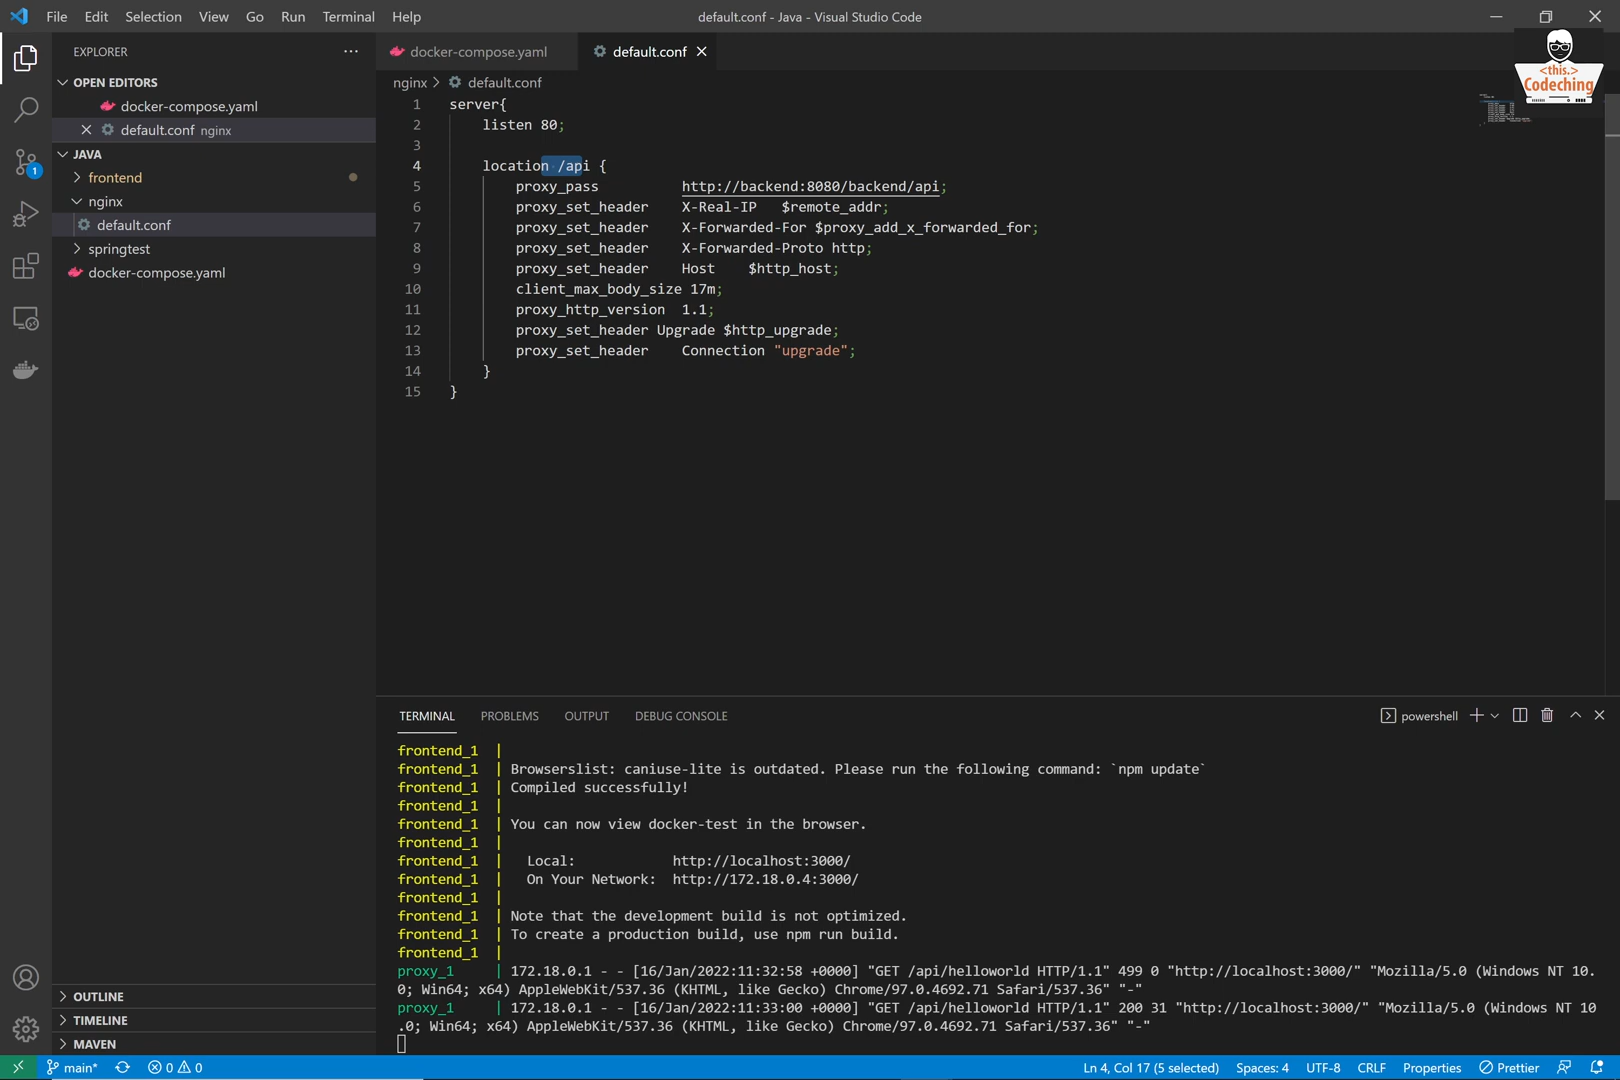 File Edit Selection View Go Run Terminal Help
default.conf - Java - Visual Studio Code
<this.>
Codeching
EXPLORER
OPEN EDITORS
docker-compose.yaml
default.conf nginx
JAVA
frontend
nginx
default.conf
springtest
docker-compose.yaml
OUTLINE
TIMELINE
MAVEN
1
docker-compose.yaml
default.conf
nginx > default.conf
1 server{
2 listen 80;
3
4 location /api {
5 proxy_pass http://backend:8080/backend/api;
6 proxy_set_header X-Real-IP $remote_addr;
7 proxy_set_header X-Forwarded-For $proxy_add_x_forwarded_for;
8 proxy_set_header X-Forwarded-Proto http;
9 proxy_set_header Host $http_host;
10 client_max_body_size 17m;
11 proxy_http_version 1.1;
12 proxy_set_header Upgrade $http_upgrade;
13 proxy_set_header Connection "upgrade";
14 }
15 }
TERMINAL PROBLEMS OUTPUT DEBUG CONSOLE
powershell
frontend_1 |
frontend_1 | Browserslist: caniuse-lite is outdated. Please run the following command: `npm update`
frontend_1 | Compiled successfully!
frontend_1 |
frontend_1 | You can now view docker-test in the browser.
frontend_1 |
frontend_1 | Local: http://localhost:3000/
frontend_1 | On Your Network: http://172.18.0.4:3000/
frontend_1 |
frontend_1 | Note that the development build is not optimized.
frontend_1 | To create a production build, use npm run build.
frontend_1 |
proxy_1 | 172.18.0.1 - - [16/Jan/2022:11:32:58 +0000] "GET /api/helloworld HTTP/1.1" 499 0 "http://localhost:3000/" "Mozilla/5.0 (Windows NT 10.
0; Win64; x64) AppleWebKit/537.36 (KHTML, like Gecko) Chrome/97.0.4692.71 Safari/537.36" "-"
proxy_1 | 172.18.0.1 - - [16/Jan/2022:11:33:00 +0000] "GET /api/helloworld HTTP/1.1" 200 31 "http://localhost:3000/" "Mozilla/5.0 (Windows NT 10
.0; Win64; x64) AppleWebKit/537.36 (KHTML, like Gecko) Chrome/97.0.4692.71 Safari/537.36" "-"
main* 0 0
Ln 4, Col 17 (5 selected) Spaces: 4 UTF-8 CRLF Properties Prettier